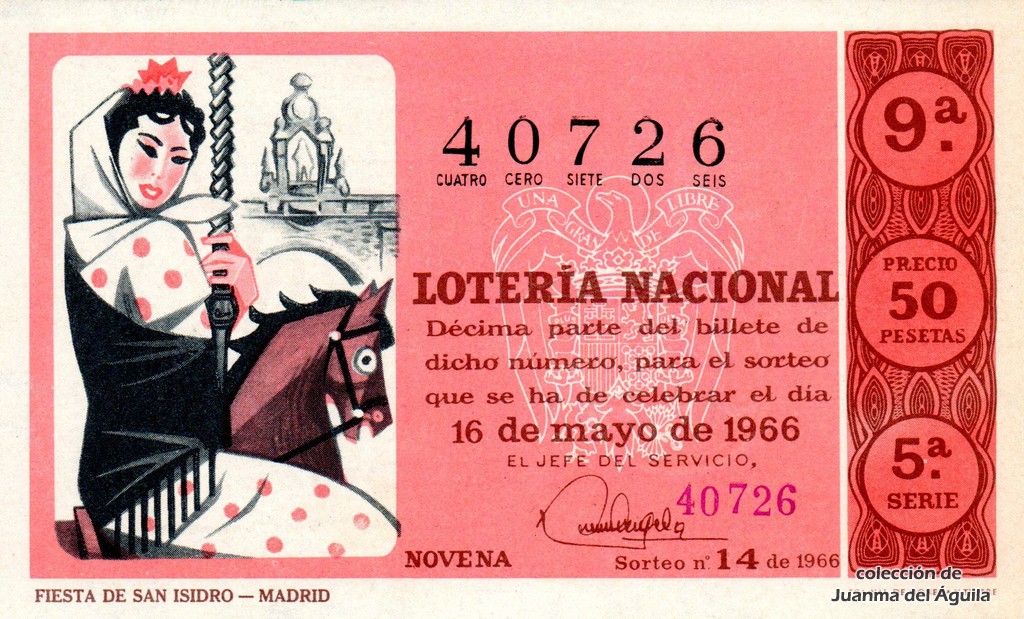 40726
CUATRO CERO SIETE DOS SEIS
UNA GRANDE LIBRE
PLUS
LOTERÍA NACIONAL
Décima parte del billete de
dicho número, para el sorteo
que se ha de celebrar el día
16 de mayo de 1966
EL JEFE DEL SERVICIO,
40726
NOVENA
Sorteo nº 14 de 1966
9.ª
PRECIO
50
PESETAS
5.ª
SERIE
FIESTA DE SAN ISIDRO — MADRID
colección de
Juanma del Águila